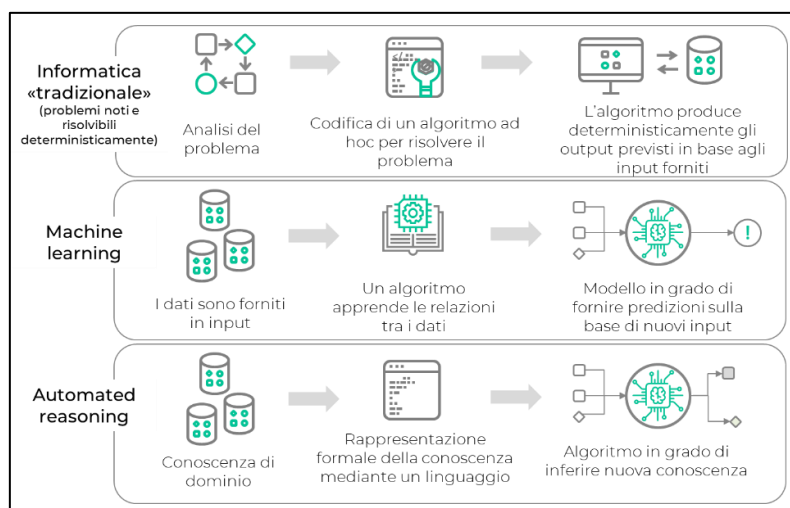 Informatica
«tradizionale»
(problemi noti e
risolvibili
deterministicamente)
Analisi del
problema
Codifica di un algoritmo ad
hoc per risolvere il
problema
L'algoritmo produce
deterministicamente gli
output previsti in base agli
input forniti
Machine
learning
I dati sono forniti
in input
Un algoritmo
apprende le relazioni
tra i dati
Modello in grado di
fornire predizioni sulla
base di nuovi input
Automated
reasoning
Conoscenza di
dominio
Rappresentazione
formale della conoscenza
mediante un linguaggio
Algoritmo in grado di
inferire nuova conoscenza